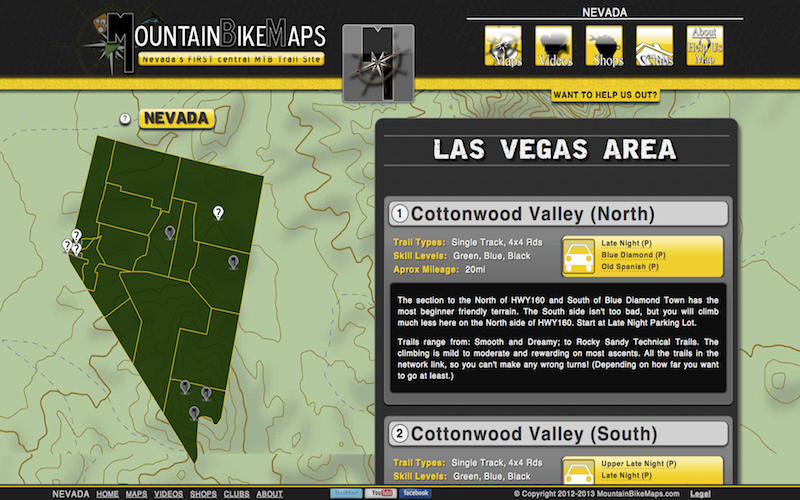 MOUNTAINBIKEMAPS
Nevada's FIRST central MTB Trail Site
M
NEVADA
Maps Videos Shops Clubs About
Help Us
Map
WANT TO HELP US OUT?
? NEVADA
LAS VEGAS AREA
1 Cottonwood Valley (North)
Trail Types: Single Track, 4x4 Rds
Skill Levels: Green, Blue, Black
Aprox Mileage: 20mi
Late Night (P)
Blue Diamond (P)
Old Spanish (P)
The section to the North of HWY160 and South of Blue Diamond Town has the
most beginner friendly terrain. The South side isn't too bad, but you will climb
much less here on the North side of HWY160. Start at Late Night Parking Lot.
Trails range from: Smooth and Dreamy; to Rocky Sandy Technical Trails. The
climbing is mild to moderate and rewarding on most ascents. All the trails in the
network link, so you can't make any wrong turns! (Depending on how far you want
to go at least.)
2 Cottonwood Valley (South)
Trail Types: Single Track, 4x4 Rds
Skill Levels: Green, Blue, Black
Upper Late Night (P)
Late Night (P)
?
?
?
?
NEVADA HOME MAPS VIDEOS SHOPS CLUBS ABOUT
YouTube facebook
© Copyright 2012-2013 MountainBikeMaps.com Legal